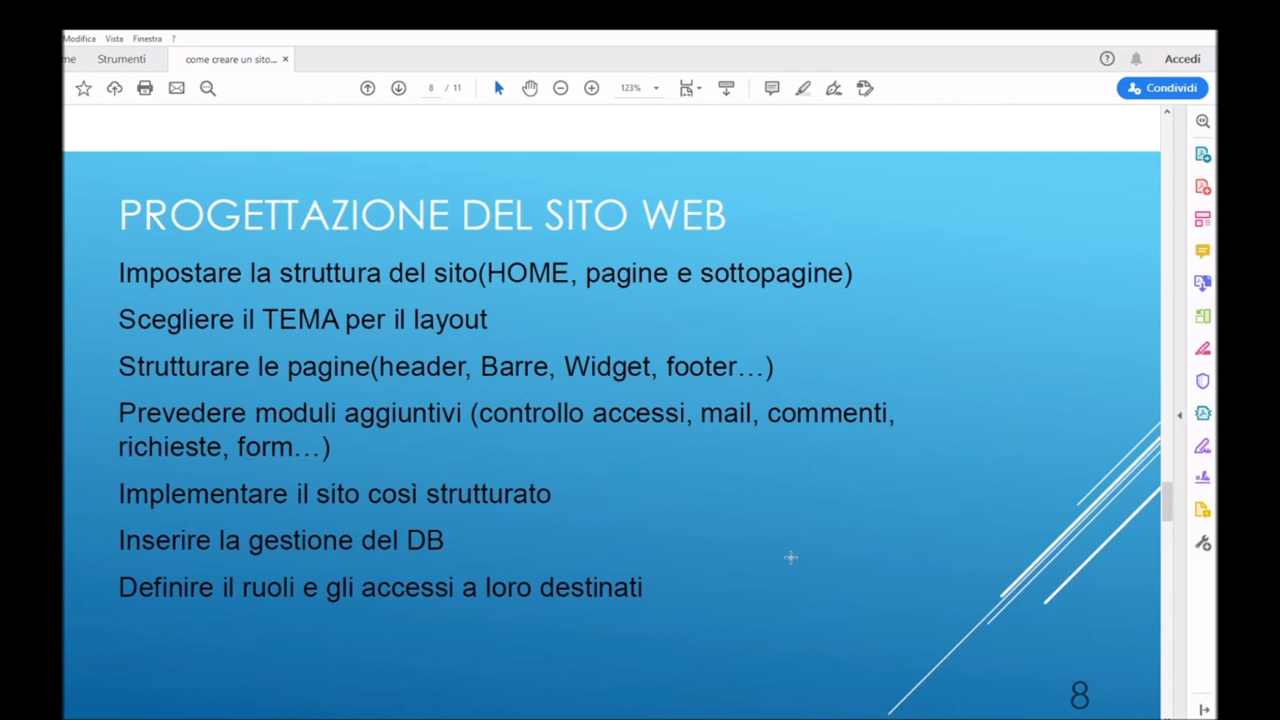 Modifica Vista Finestra ?
me Strumenti come creare un sito... × Accedi
8 / 11 123% Condividi
PROGETTAZIONE DEL SITO WEB
Impostare la struttura del sito(HOME, pagine e sottopagine)
Scegliere il TEMA per il layout
Strutturare le pagine(header, Barre, Widget, footer…)
Prevedere moduli aggiuntivi (controllo accessi, mail, commenti,
richieste, form…)
Implementare il sito così strutturato
Inserire la gestione del DB
Definire il ruoli e gli accessi a loro destinati
8